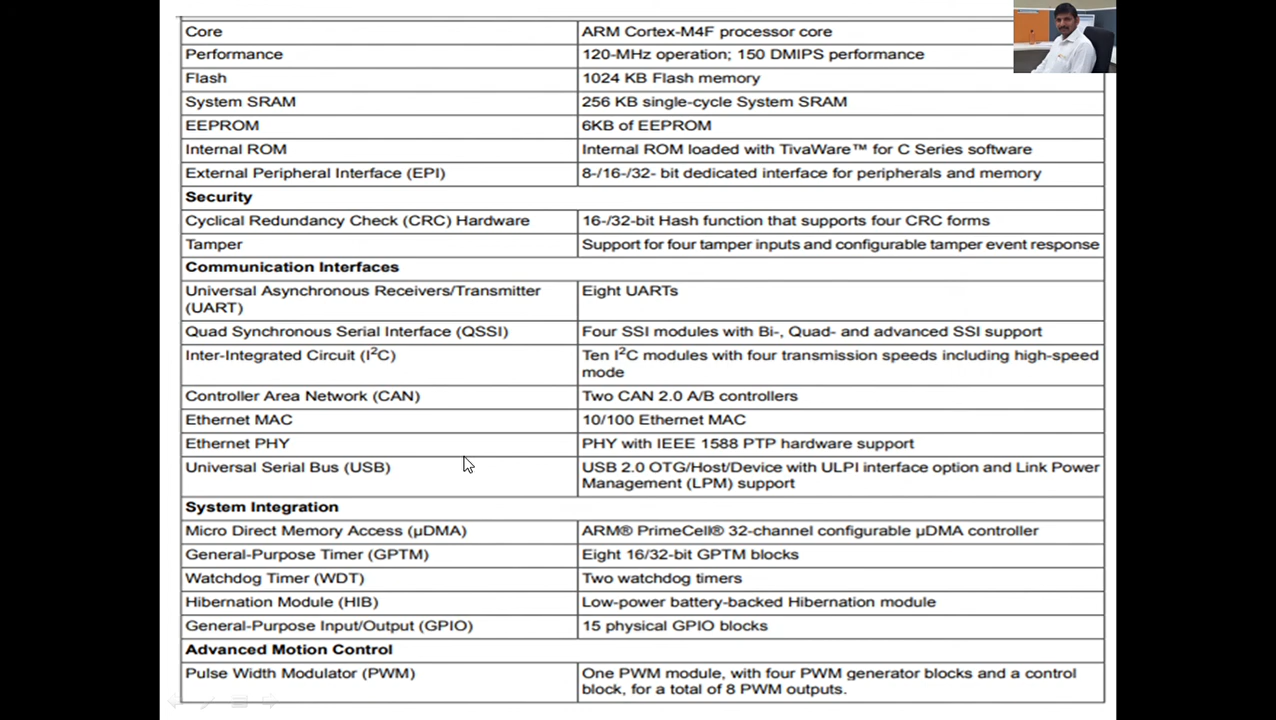 Core ARM Cortex-M4F processor core
Performance 120-MHz operation; 150 DMIPS performance
Flash 1024 KB Flash memory
System SRAM 256 KB single-cycle System SRAM
EEPROM 6KB of EEPROM
Internal ROM Internal ROM loaded with TivaWare™ for C Series software
External Peripheral Interface (EPI) 8-/16-/32- bit dedicated interface for peripherals and memory
Security
Cyclical Redundancy Check (CRC) Hardware 16-/32-bit Hash function that supports four CRC forms
Tamper Support for four tamper inputs and configurable tamper event response
Communication Interfaces
Universal Asynchronous Receivers/Transmitter Eight UARTs
(UART)
Quad Synchronous Serial Interface (QSSI) Four SSI modules with Bi-, Quad- and advanced SSI support
Inter-Integrated Circuit (I²C) Ten I²C modules with four transmission speeds including high-speed
mode
Controller Area Network (CAN) Two CAN 2.0 A/B controllers
Ethernet MAC 10/100 Ethernet MAC
Ethernet PHY PHY with IEEE 1588 PTP hardware support
Universal Serial Bus (USB) USB 2.0 OTG/Host/Device with ULPI interface option and Link Power
Management (LPM) support
System Integration
Micro Direct Memory Access (µDMA) ARM® PrimeCell® 32-channel configurable µDMA controller
General-Purpose Timer (GPTM) Eight 16/32-bit GPTM blocks
Watchdog Timer (WDT) Two watchdog timers
Hibernation Module (HIB) Low-power battery-backed Hibernation module
General-Purpose Input/Output (GPIO) 15 physical GPIO blocks
Advanced Motion Control
Pulse Width Modulator (PWM) One PWM module, with four PWM generator blocks and a control
block, for a total of 8 PWM outputs.